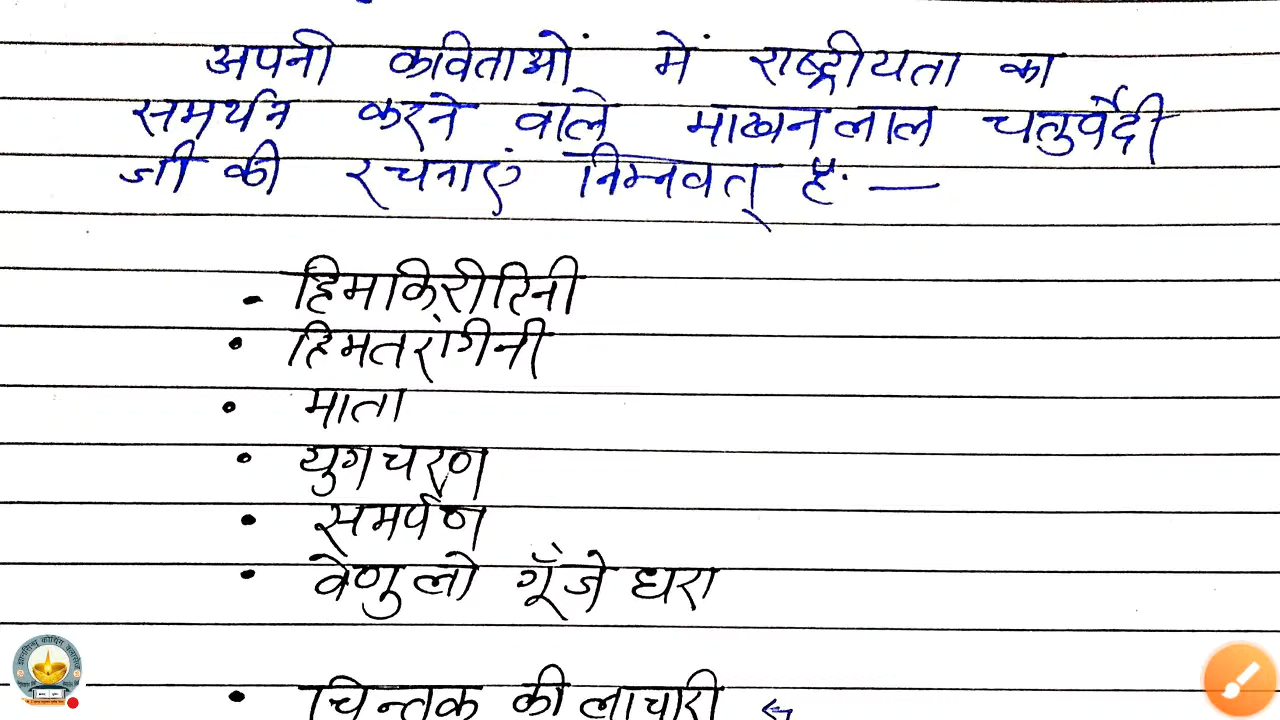 अपनी कविताओं में राष्ट्रीयता का
समर्थन करने वाले माखनलाल चतुर्वेदी
जी की रचनाएं निम्नवत् हैं. —
• हिमकिरीटिनी
• हिमतरंगिनी
• माता
• युगचरण
• समर्पण
• वेणु लो गूँजे धरा
• चिन्तक की लाचारी